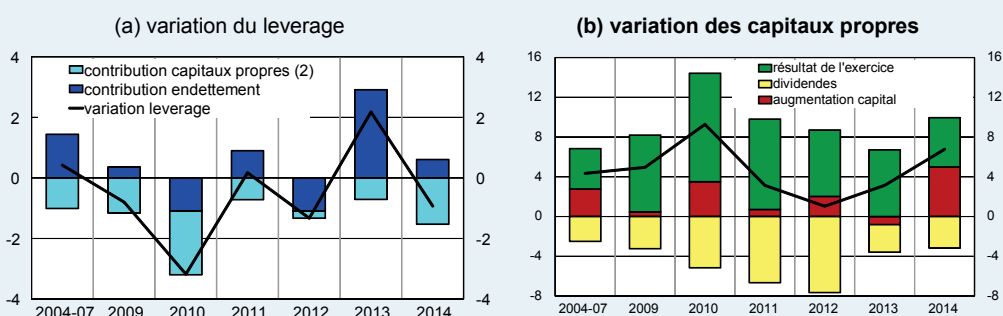 (a) variation du leverage
4
2
0
-2
-4
4
2
0
-2
-4
contribution capitaux propres (2)
contribution endettement
variation leverage
2004-07 2009 2010 2011 2012 2013 2014
(b) variation des capitaux propres
16
12
8
4
0
-4
-8
16
12
8
4
0
-4
-8
résultat de l'exercice
dividendes
augmentation capital
2004-07 2009 2010 2011 2012 2013 2014